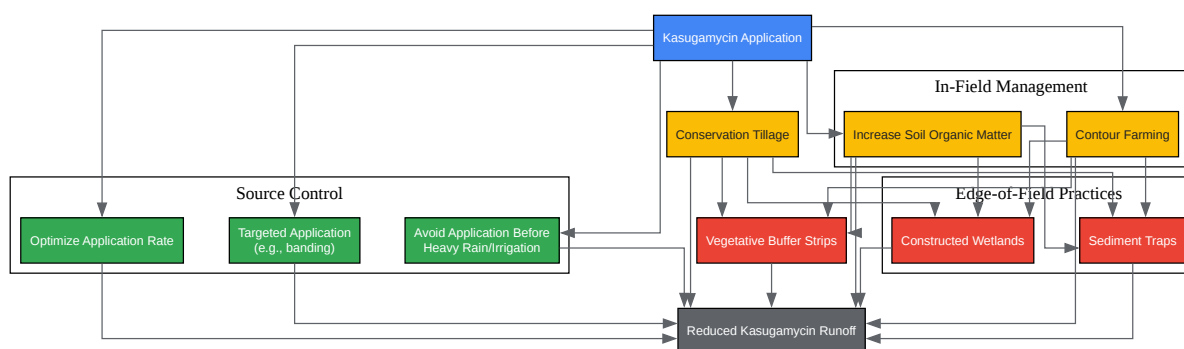 Kasugamycin Application
In-Field Management
Conservation Tillage
Increase Soil Organic Matter
Contour Farming
Source Control
Edge-of-Field Practices
Optimize Application Rate
Targeted Application
(e.g., banding)
Avoid Application Before
Heavy Rain/Irrigation
Vegetative Buffer Strips
Constructed Wetlands
Sediment Traps
Reduced Kasugamycin Runoff